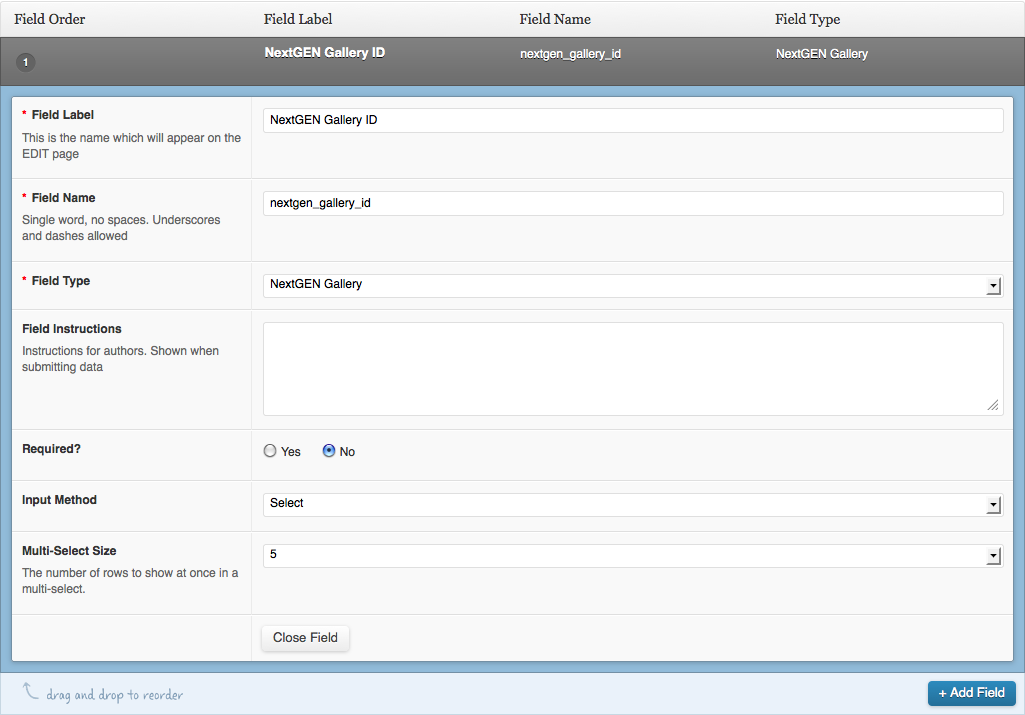 Field Order Field Label Field Name Field Type
1 NextGEN Gallery ID nextgen_gallery_id NextGEN Gallery
* Field Label
This is the name which will appear on the
EDIT page
NextGEN Gallery ID
* Field Name
Single word, no spaces. Underscores
and dashes allowed
nextgen_gallery_id
* Field Type
NextGEN Gallery
Field Instructions
Instructions for authors. Shown when
submitting data
Required?
Yes No
Input Method
Select
Multi-Select Size
The number of rows to show at once in a
multi-select.
5
Close Field
drag and drop to reorder
+ Add Field